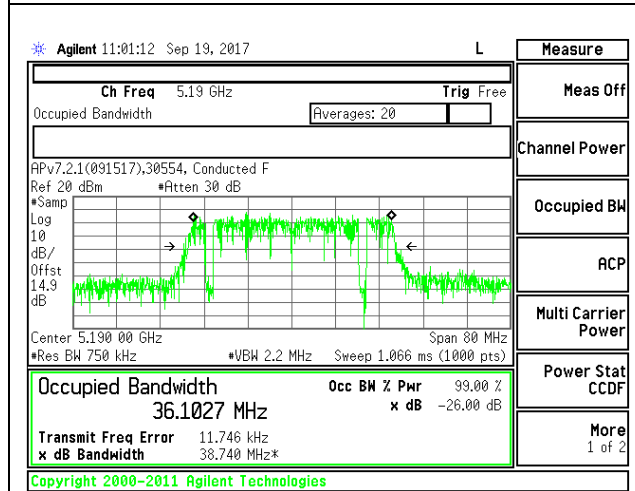 Agilent 11:01:12 Sep 19, 2017 L
Measure
Ch Freq 5.19 GHz Trig Free
Occupied Bandwidth Averages: 20
Meas Off
Channel Power
APv7.2.1(091517),30554, Conducted F
Ref 20 dBm #Atten 30 dB
#Samp
Log
10
dB/
Offst
14.9
dB
Occupied BW
ACP
Center 5.190 00 GHz Span 80 MHz
#Res BW 750 kHz #VBW 2.2 MHz Sweep 1.066 ms (1000 pts)
Multi Carrier
Power
Occupied Bandwidth Occ BW % Pwr 99.00 %
36.1027 MHz x dB -26.00 dB
Power Stat
CCDF
Transmit Freq Error 11.746 kHz
x dB Bandwidth 38.740 MHz*
More
1 of 2
Copyright 2000-2011 Agilent Technologies